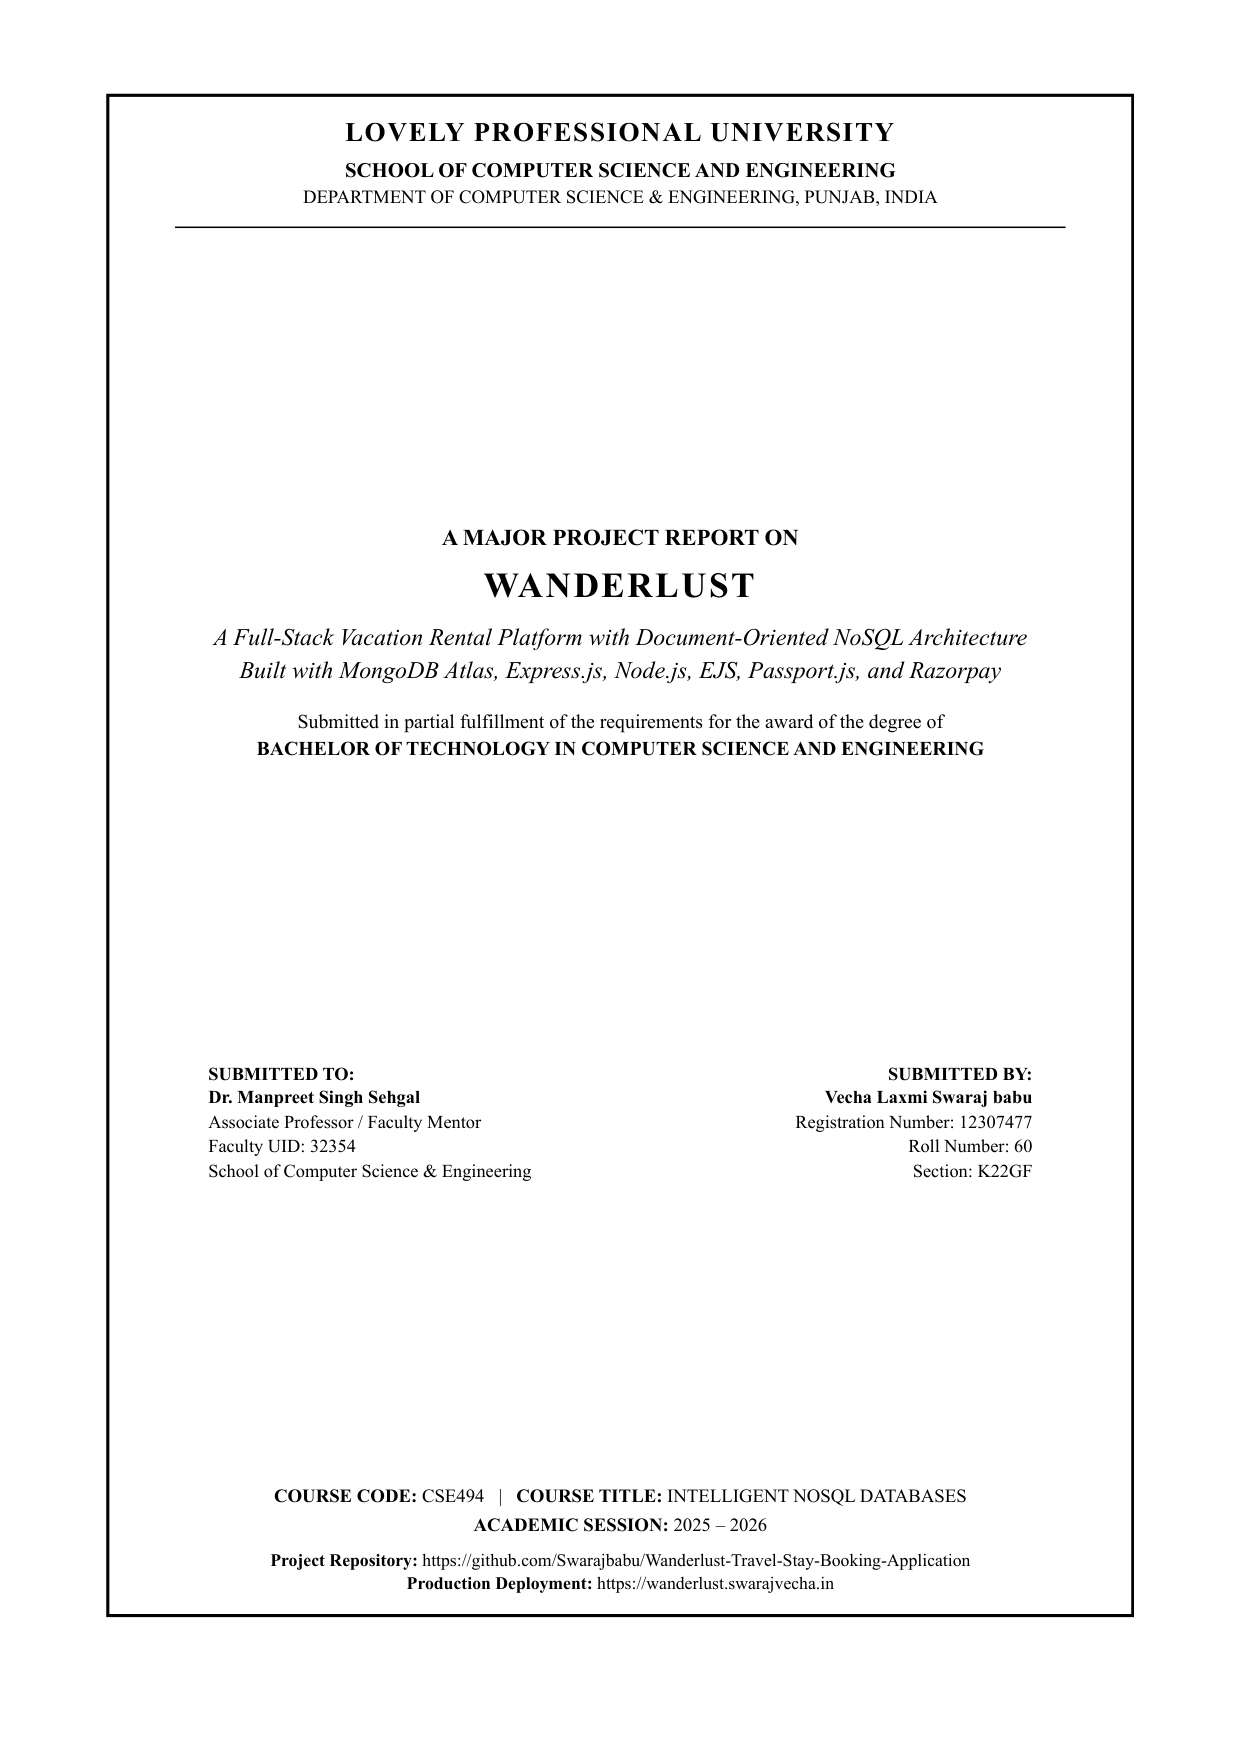 LOVELY PROFESSIONAL UNIVERSITY
SCHOOL OF COMPUTER SCIENCE AND ENGINEERING
DEPARTMENT OF COMPUTER SCIENCE & ENGINEERING, PUNJAB, INDIA
A MAJOR PROJECT REPORT ON
WANDERLUST
A Full-Stack Vacation Rental Platform with Document-Oriented NoSQL Architecture
Built with MongoDB Atlas, Express.js, Node.js, EJS, Passport.js, and Razorpay
Submitted in partial fulfillment of the requirements for the award of the degree of
BACHELOR OF TECHNOLOGY IN COMPUTER SCIENCE AND ENGINEERING
SUBMITTED TO:
Dr. Manpreet Singh Sehgal
Associate Professor / Faculty Mentor
Faculty UID: 32354
School of Computer Science & Engineering
SUBMITTED BY:
Vecha Laxmi Swaraj babu
Registration Number: 12307477
Roll Number: 60
Section: K22GF
COURSE CODE: CSE494 | COURSE TITLE: INTELLIGENT NOSQL DATABASES
ACADEMIC SESSION: 2025 – 2026
Project Repository: https://github.com/Swarajbabu/Wanderlust-Travel-Stay-Booking-Application
Production Deployment: https://wanderlust.swarajvecha.in